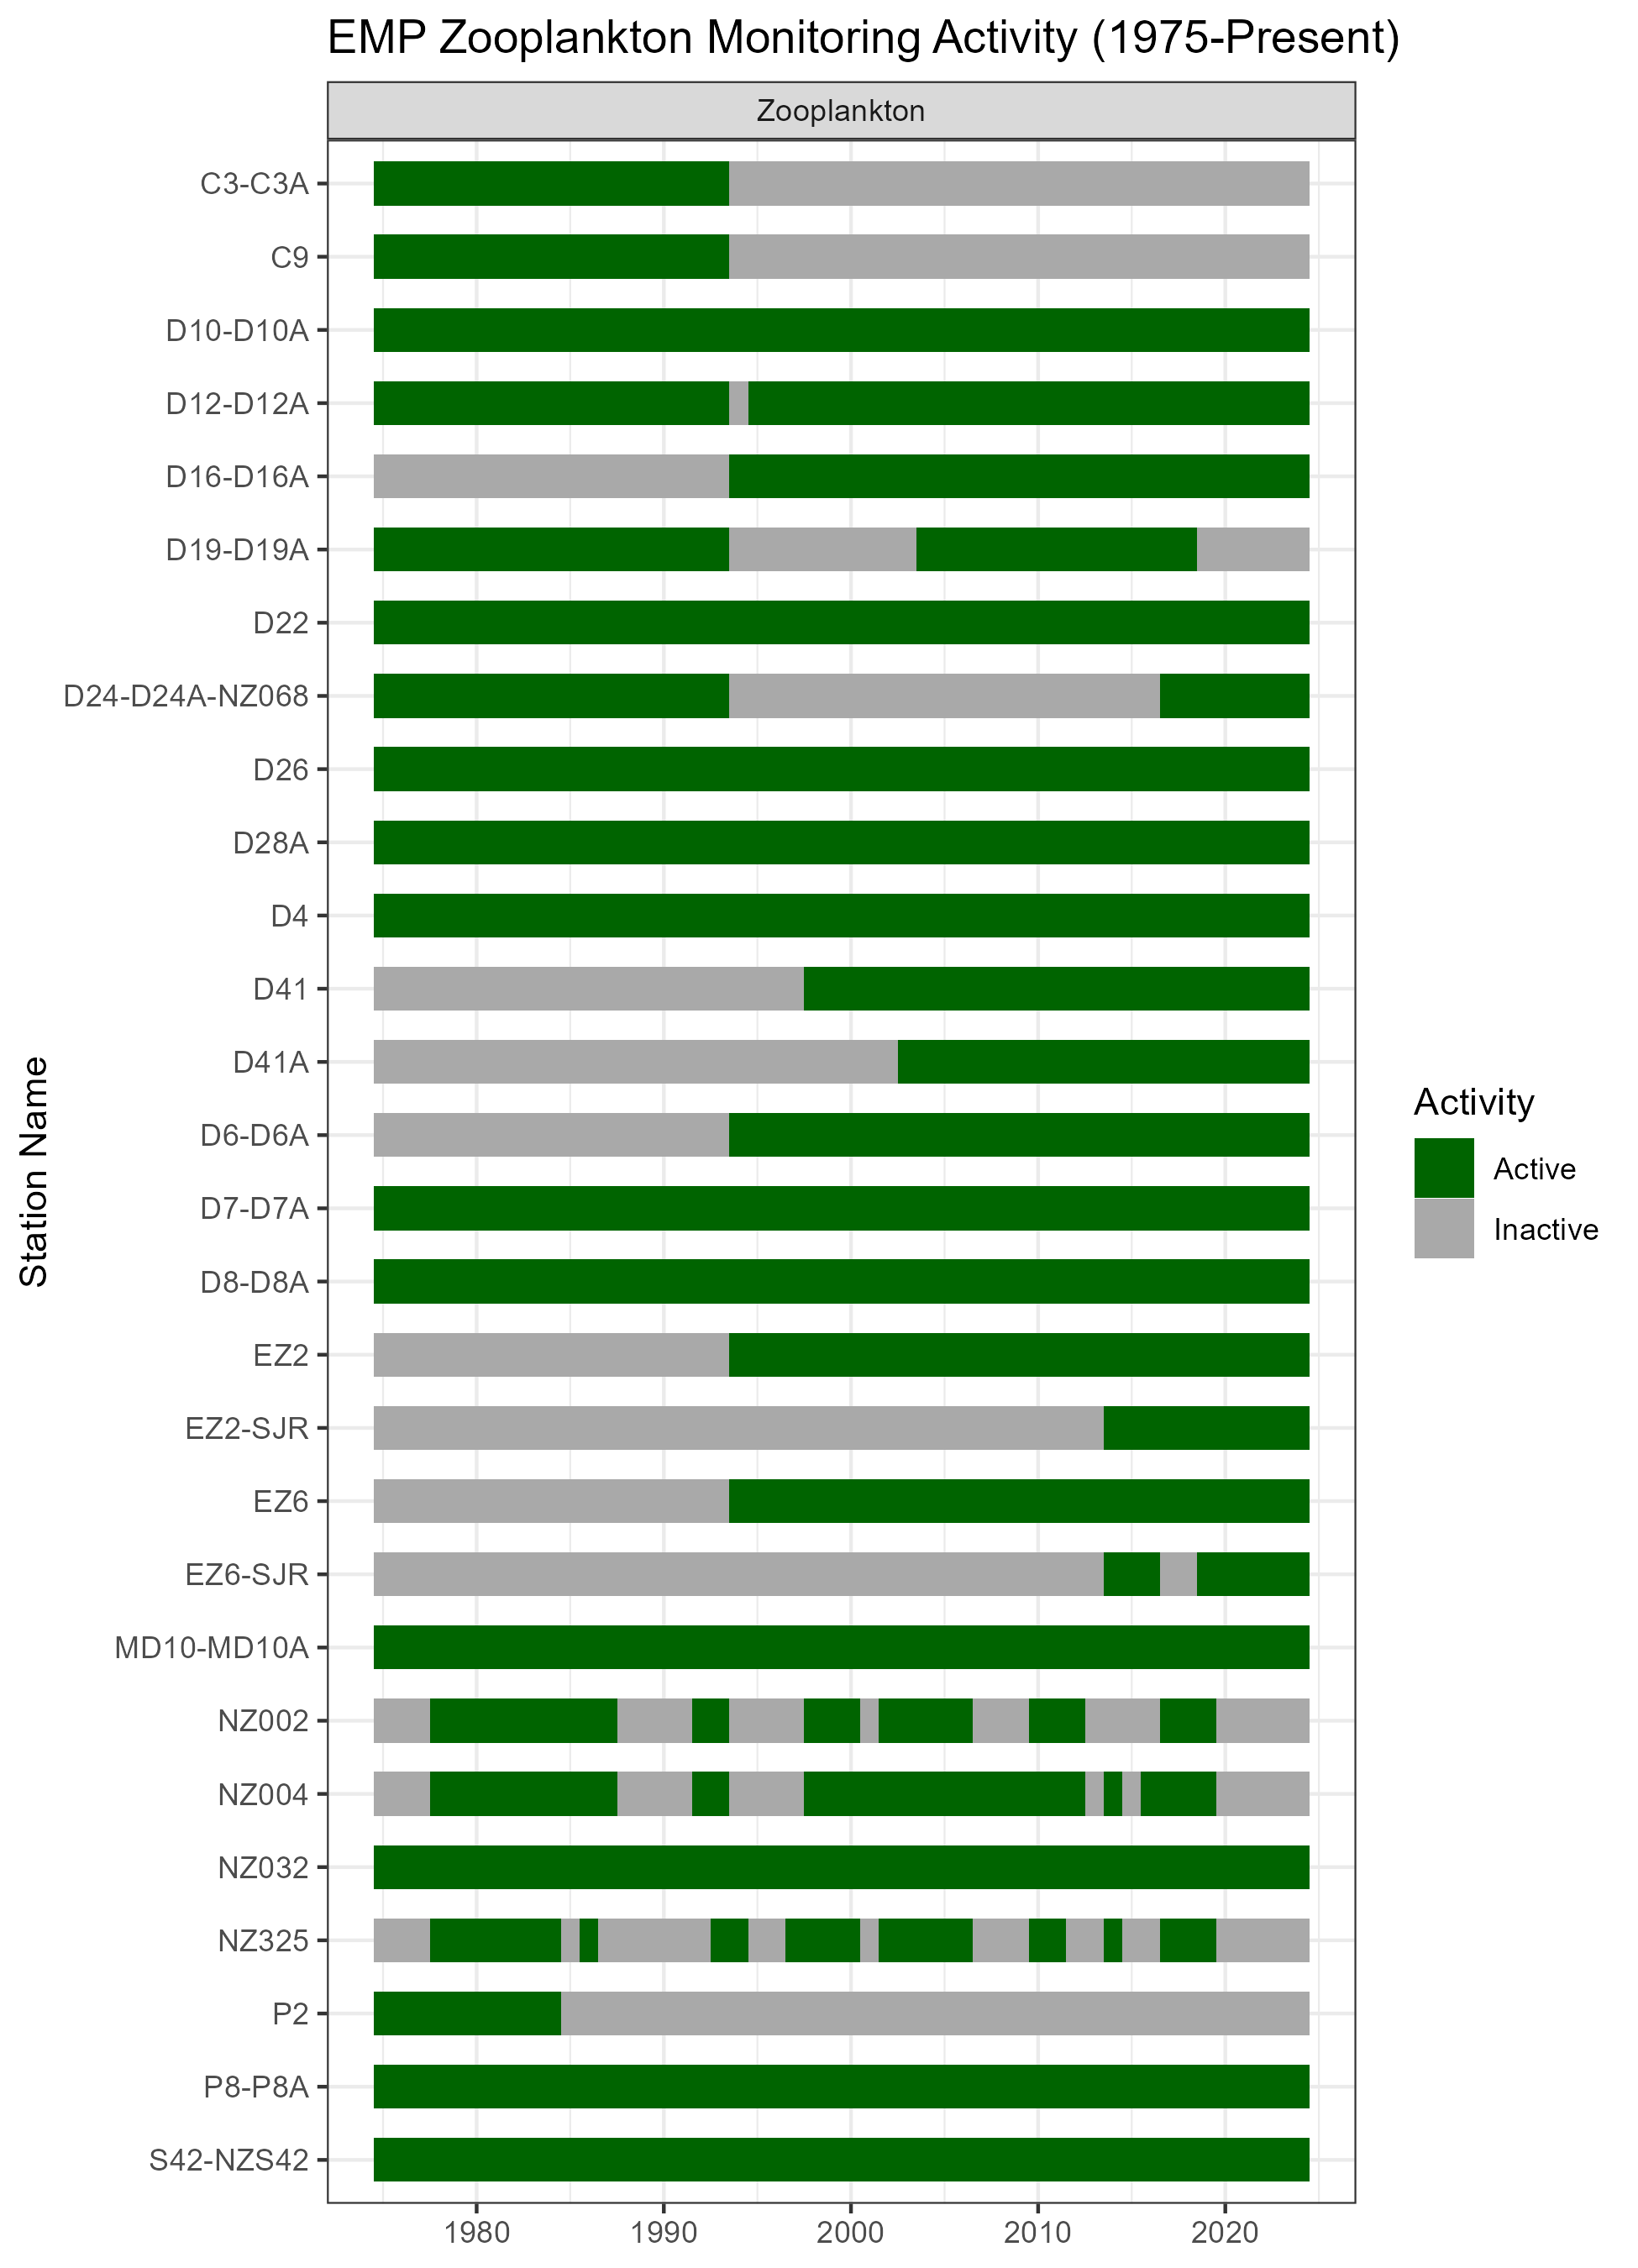 EMP Zooplankton Monitoring Activity (1975-Present)
Zooplankton
C3-C3A
C9
D10-D10A
D12-D12A
D16-D16A
D19-D19A
D22
D24-D24A-NZ068
D26
D28A
D4
D41
D41A
D6-D6A
D7-D7A
D8-D8A
EZ2
EZ2-SJR
EZ6
EZ6-SJR
MD10-MD10A
NZ002
NZ004
NZ032
NZ325
P2
P8-P8A
S42-NZS42
Station Name
1980 1990 2000 2010 2020
Activity
Active
Inactive